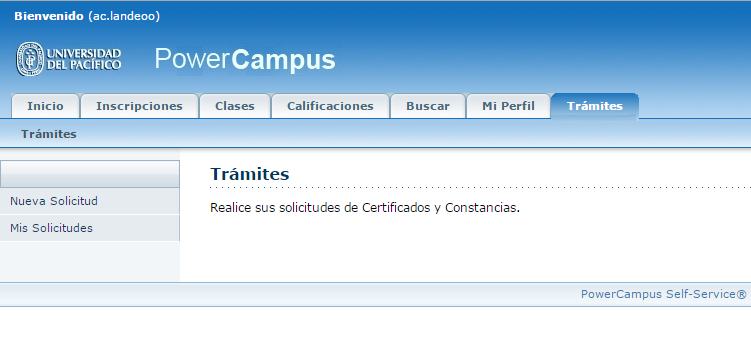 Bienvenido (ac.landeoo)
UNIVERSIDAD
DEL PACÍFICO
PowerCampus
Inicio
Inscripciones
Clases
Calificaciones
Buscar
Mi Perfil
Trámites
Trámites
Nueva Solicitud
Mis Solicitudes
Trámites
Realice sus solicitudes de Certificados y Constancias.
PowerCampus Self-Service®